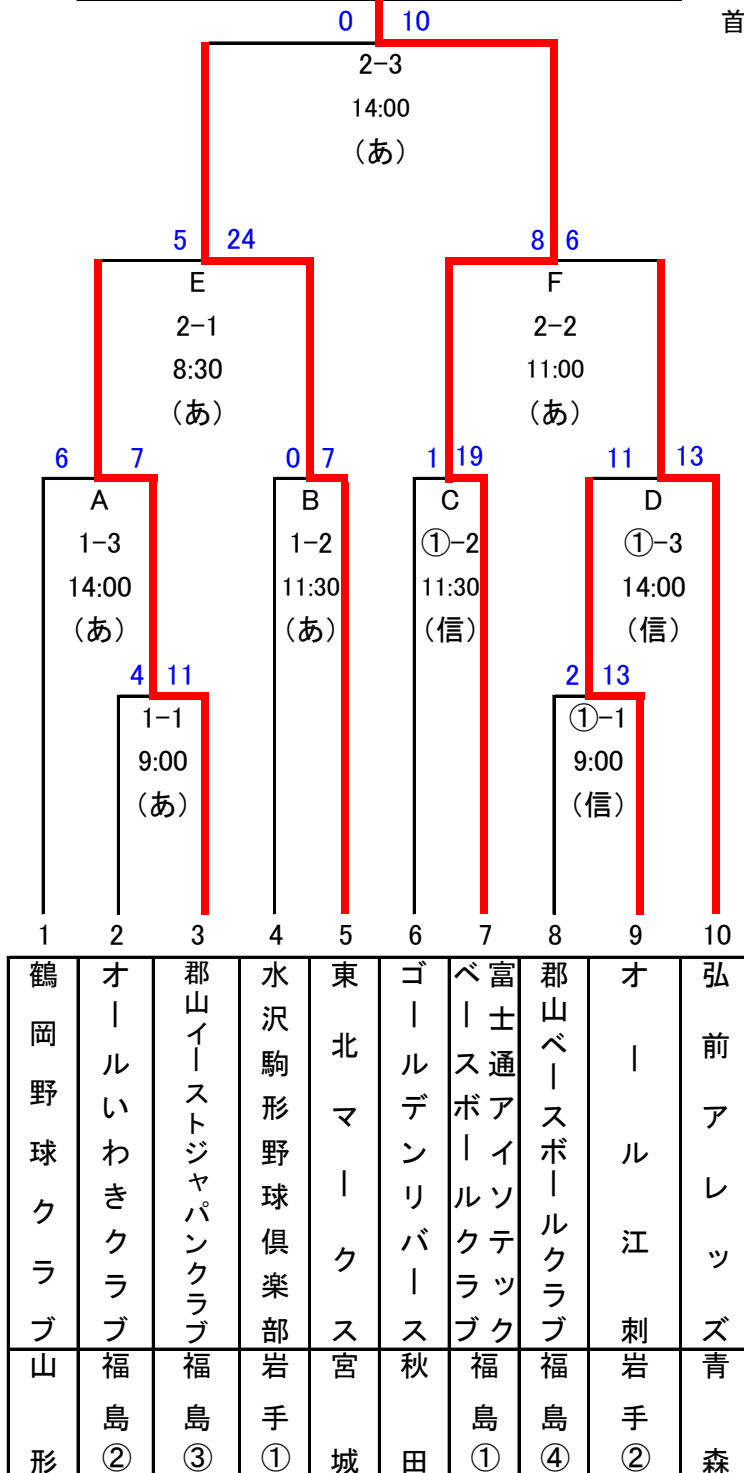 0 10
首
2-3
14:00
(あ)
5 24
8 6
E
2-1
8:30
(あ)
F
2-2
11:00
(あ)
6 7
0 7
1 19
11 13
A
1-3
14:00
(あ)
B
1-2
11:30
(あ)
C
①-2
11:30
(信)
D
①-3
14:00
(信)
4 11
2 13
1-1
9:00
(あ)
①-1
9:00
(信)
1 2 3 4 5 6 7 8 9 10
鶴岡野球クラブ
オールいわきクラブ
郡山イーストジャパンクラブ
水沢駒形野球倶楽部
東北マークス
ゴールデンリバース
富士通アイソテック
ベースボールクラブ
郡山ベースボールクラブ
オール江刺
弘前アレッズ
山形
福島②
福島③
岩手①
宮城
秋田
福島①
福島④
岩手②
青森